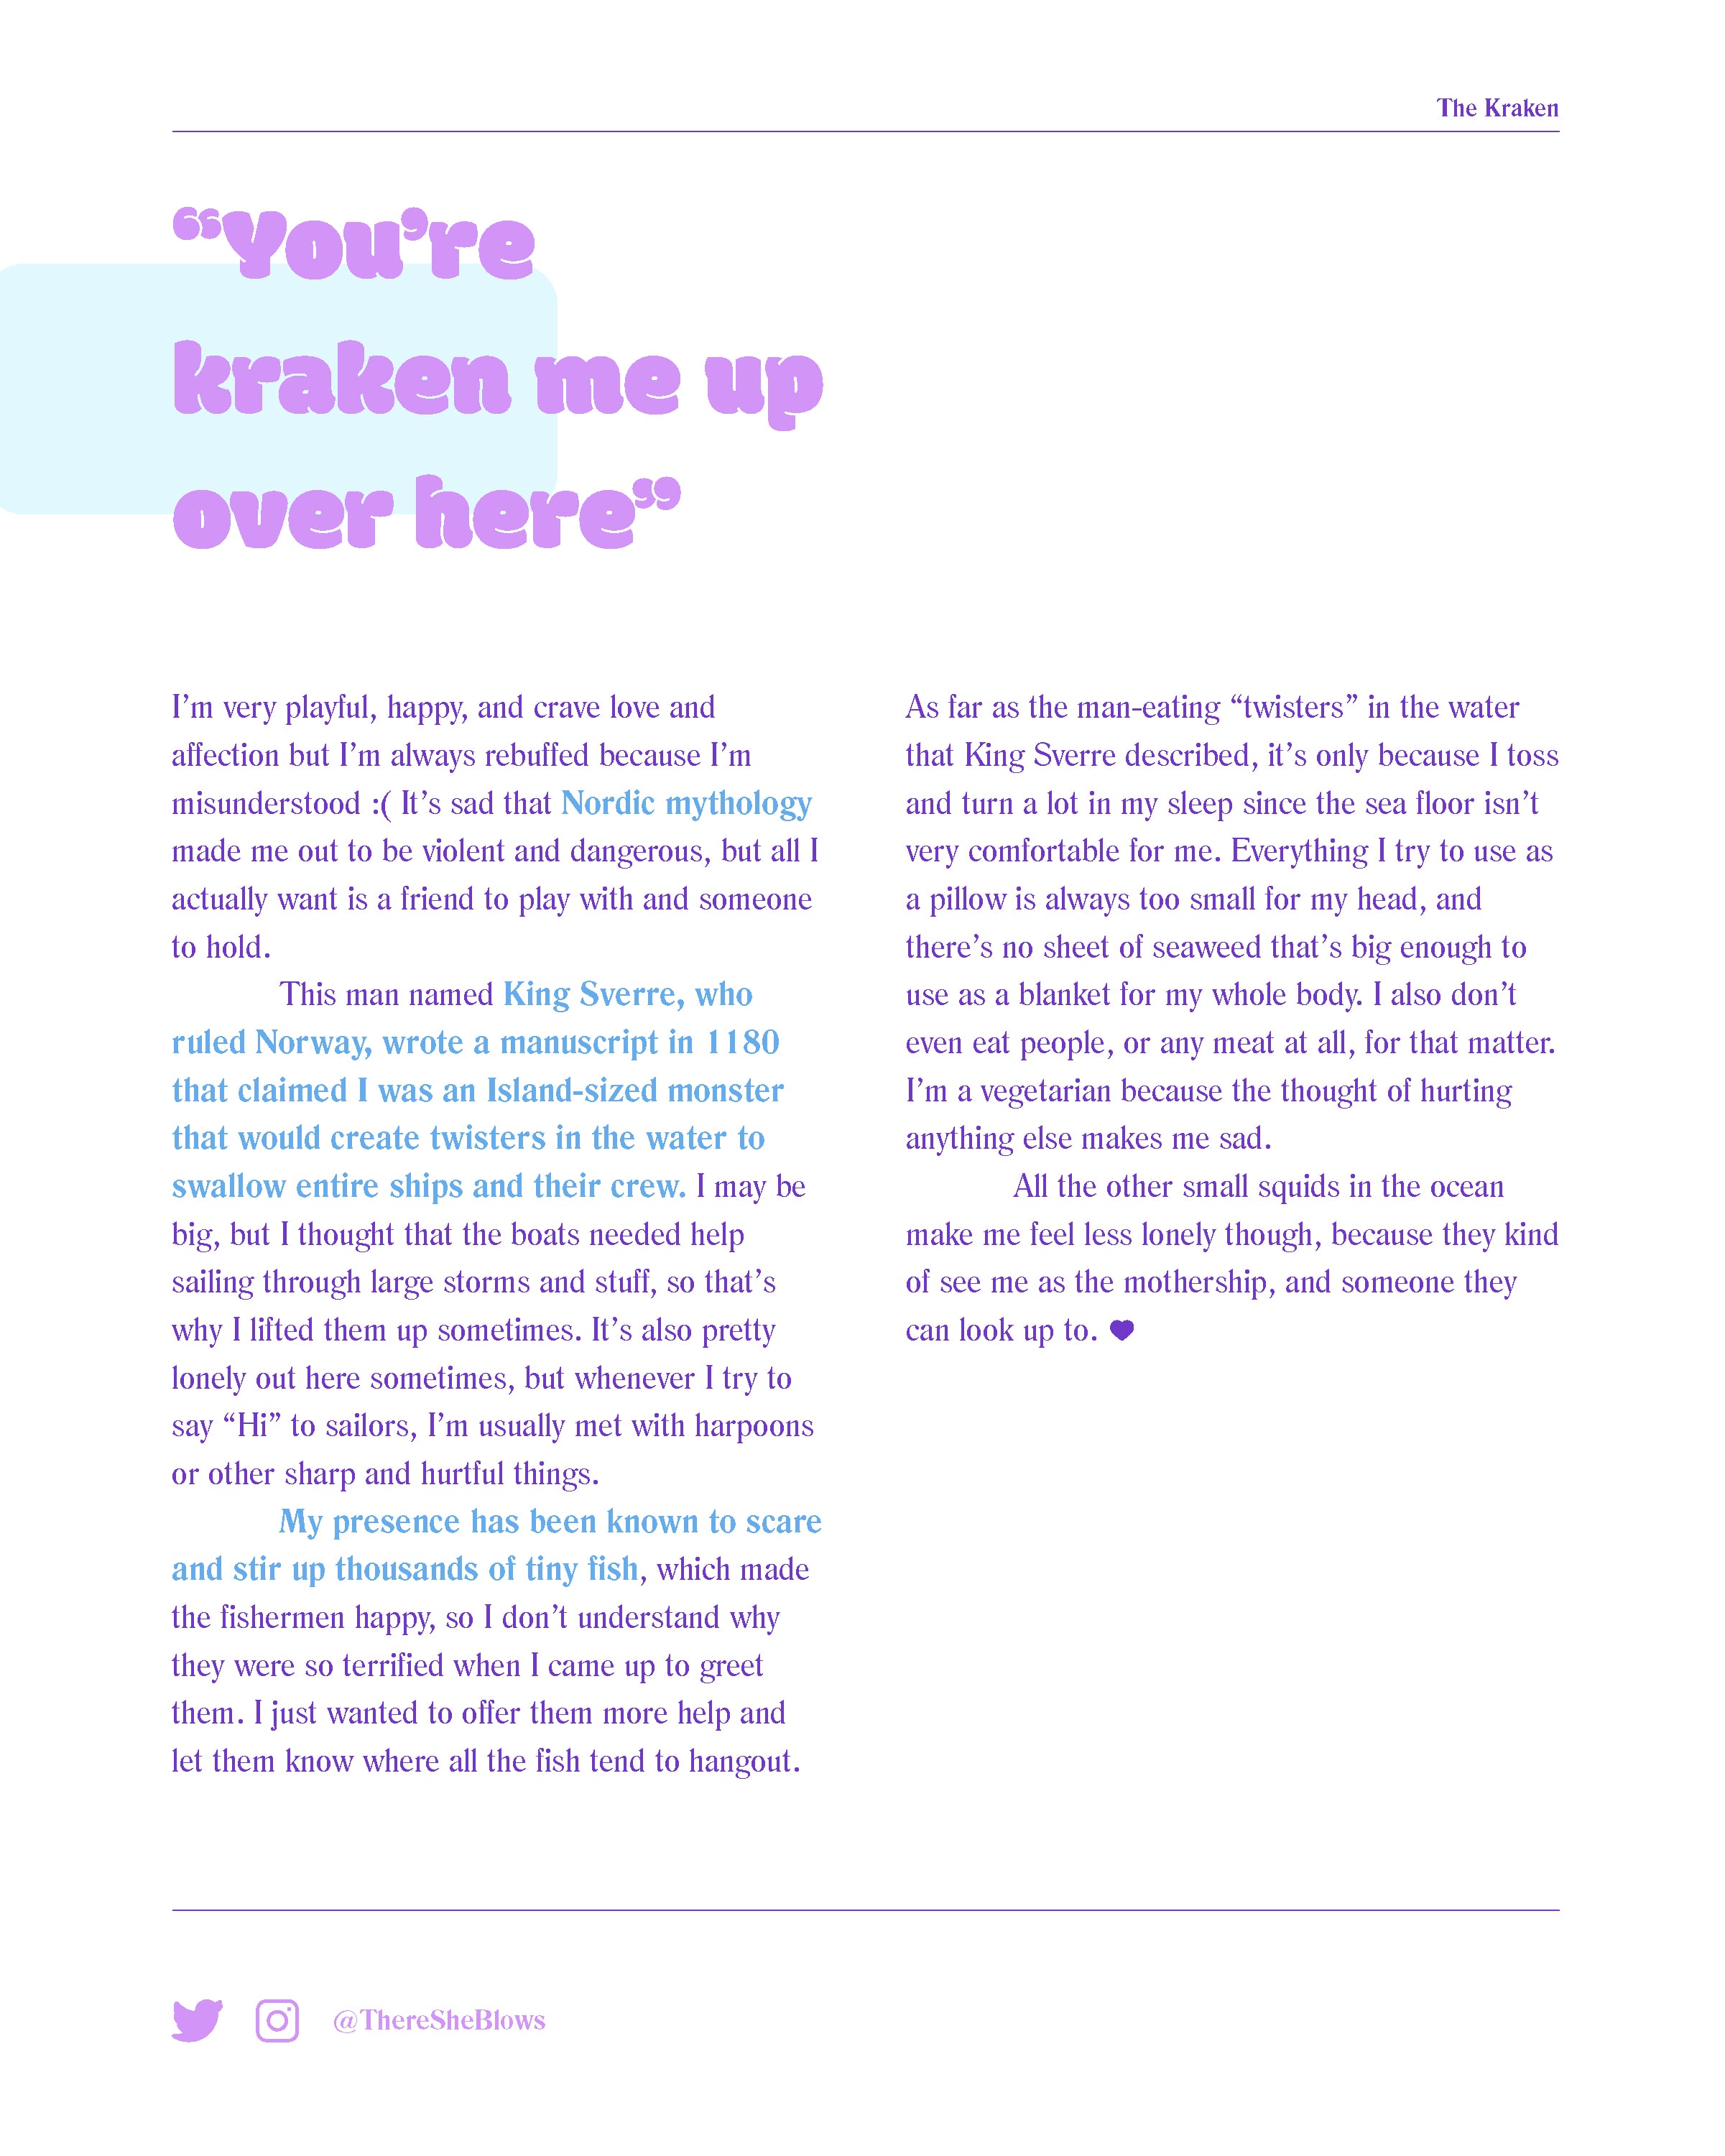 The Kraken
“You’re
kraken me up
over here”
I’m very playful, happy, and crave love and
affection but I’m always rebuffed because I’m
misunderstood :( It’s sad that Nordic mythology
made me out to be violent and dangerous, but all I
actually want is a friend to play with and someone
to hold.
This man named King Sverre, who
ruled Norway, wrote a manuscript in 1180
that claimed I was an Island-sized monster
that would create twisters in the water to
swallow entire ships and their crew. I may be
big, but I thought that the boats needed help
sailing through large storms and stuff, so that’s
why I lifted them up sometimes. It’s also pretty
lonely out here sometimes, but whenever I try to
say “Hi” to sailors, I’m usually met with harpoons
or other sharp and hurtful things.
My presence has been known to scare
and stir up thousands of tiny fish, which made
the fishermen happy, so I don’t understand why
they were so terrified when I came up to greet
them. I just wanted to offer them more help and
let them know where all the fish tend to hangout.
As far as the man-eating “twisters” in the water
that King Sverre described, it’s only because I toss
and turn a lot in my sleep since the sea floor isn’t
very comfortable for me. Everything I try to use as
a pillow is always too small for my head, and
there’s no sheet of seaweed that’s big enough to
use as a blanket for my whole body. I also don’t
even eat people, or any meat at all, for that matter.
I’m a vegetarian because the thought of hurting
anything else makes me sad.
All the other small squids in the ocean
make me feel less lonely though, because they kind
of see me as the mothership, and someone they
can look up to. ♥
@ThereSheBlows